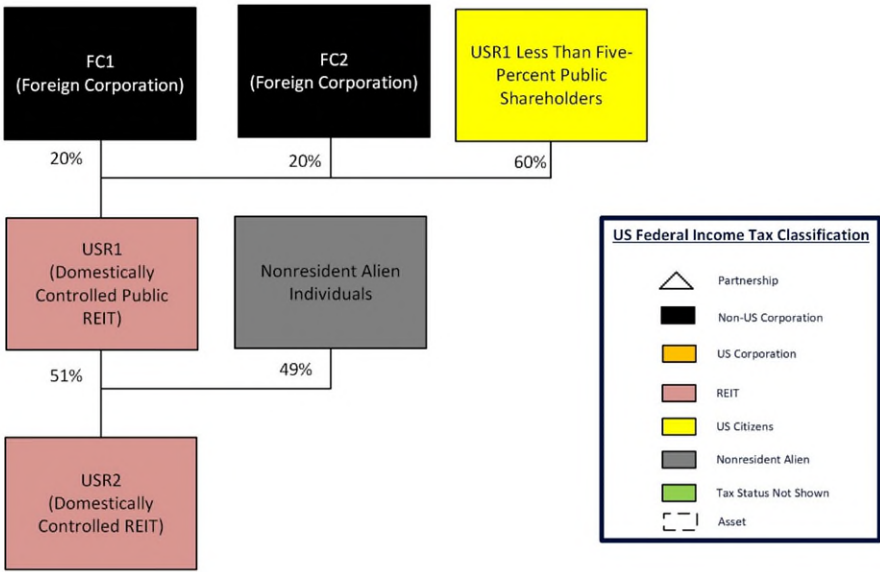 FC1
(Foreign Corporation)
FC2
(Foreign Corporation)
USR1 Less Than Five-
Percent Public
Shareholders
20%
20%
60%
USR1
(Domestically
Controlled Public
REIT)
Nonresident Alien
Individuals
51%
49%
USR2
(Domestically
Controlled REIT)
US Federal Income Tax Classification
Partnership
Non-US Corporation
US Corporation
REIT
US Citizens
Nonresident Alien
Tax Status Not Shown
Asset